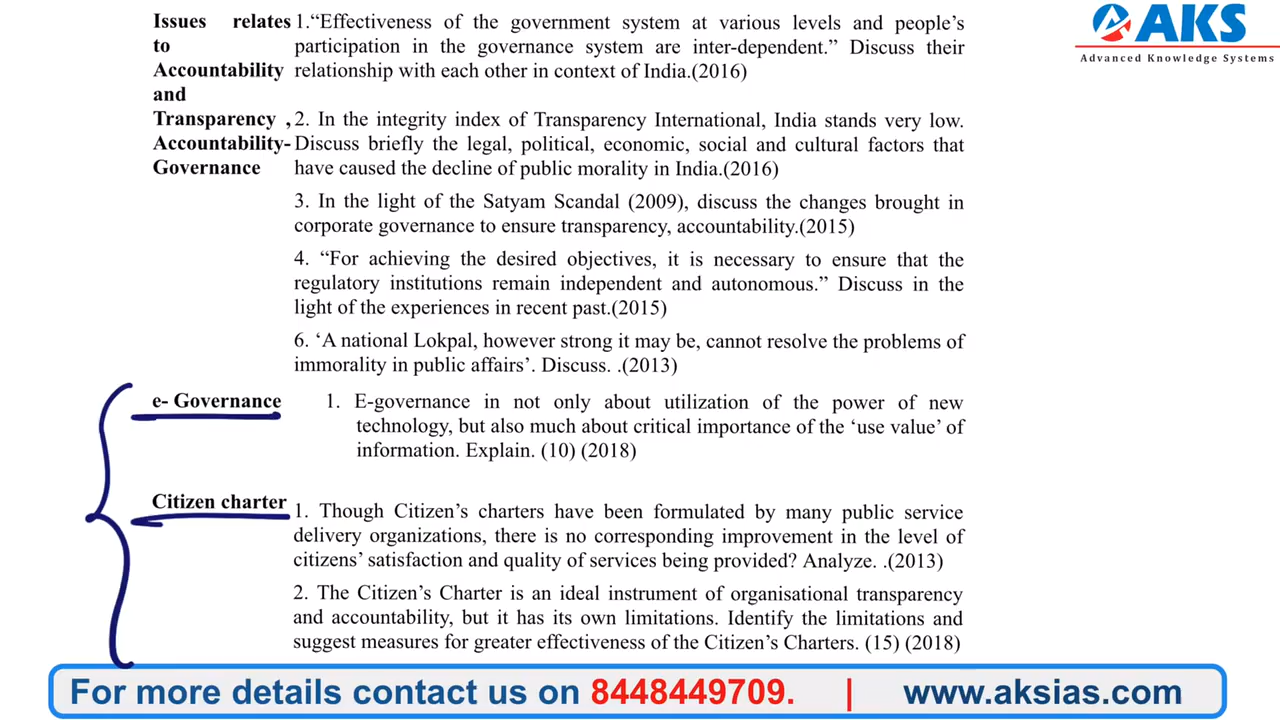 AKS
Advanced Knowledge Systems
Issues relates
to
Accountability
and
Transparency ,
Accountability-
Governance
1.“Effectiveness of the government system at various levels and people’s
participation in the governance system are inter-dependent.” Discuss their
relationship with each other in context of India.(2016)
2. In the integrity index of Transparency International, India stands very low.
Discuss briefly the legal, political, economic, social and cultural factors that
have caused the decline of public morality in India.(2016)
3. In the light of the Satyam Scandal (2009), discuss the changes brought in
corporate governance to ensure transparency, accountability.(2015)
4. “For achieving the desired objectives, it is necessary to ensure that the
regulatory institutions remain independent and autonomous.” Discuss in the
light of the experiences in recent past.(2015)
6. ‘A national Lokpal, however strong it may be, cannot resolve the problems of
immorality in public affairs’. Discuss. .(2013)
e- Governance
1. E-governance in not only about utilization of the power of new
technology, but also much about critical importance of the ‘use value’ of
information. Explain. (10) (2018)
Citizen charter
1. Though Citizen’s charters have been formulated by many public service
delivery organizations, there is no corresponding improvement in the level of
citizens’ satisfaction and quality of services being provided? Analyze. .(2013)
2. The Citizen’s Charter is an ideal instrument of organisational transparency
and accountability, but it has its own limitations. Identify the limitations and
suggest measures for greater effectiveness of the Citizen’s Charters. (15) (2018)
For more details contact us on 8448449709. | www.aksias.com